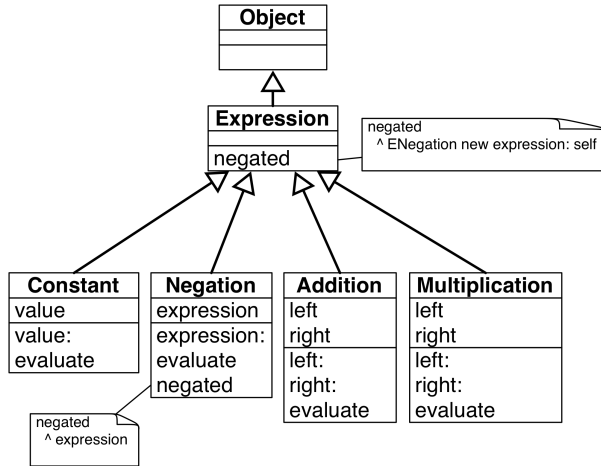 Object
Expression
negated
negated
^ ENegation new expression: self
Constant
value
value:
evaluate
Negation
expression
expression:
evaluate
negated
Addition
left
right
left:
right:
evaluate
Multiplication
left
right
left:
right:
evaluate
negated
^ expression